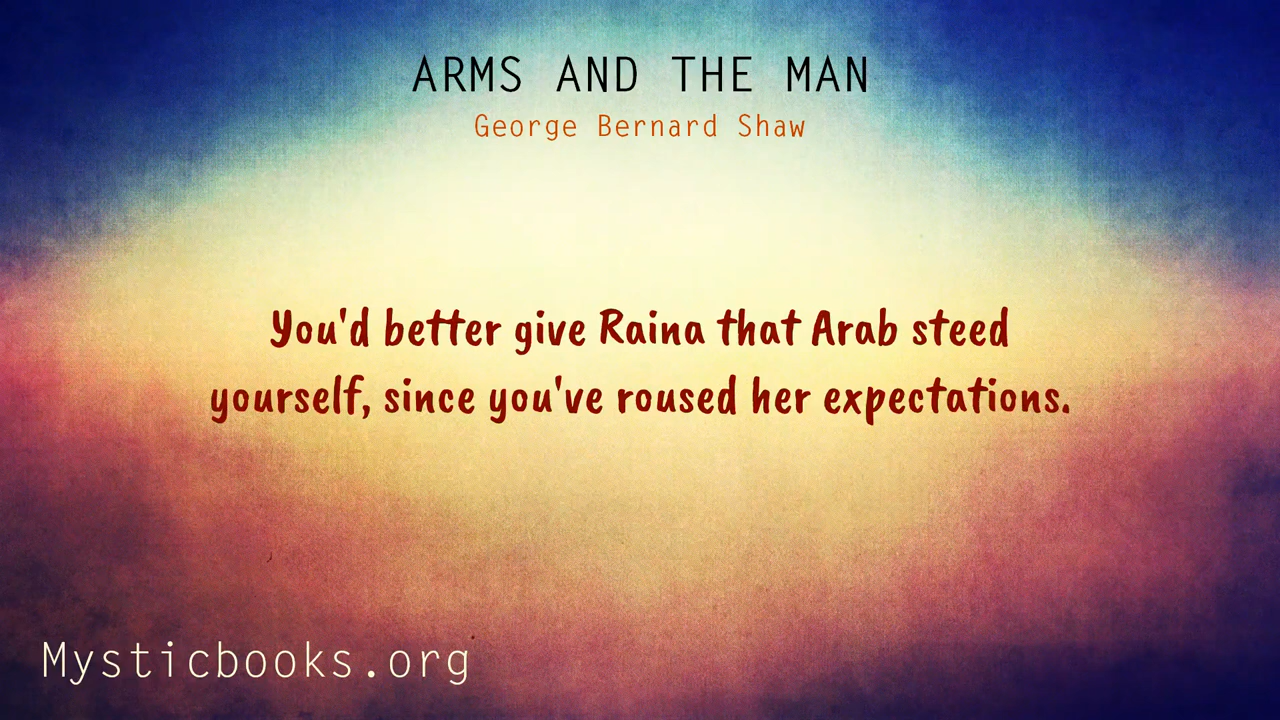 ARMS AND THE MAN
George Bernard Shaw
You'd better give Raina that Arab steed
yourself, since you've roused her expectations.
Mysticbooks.org